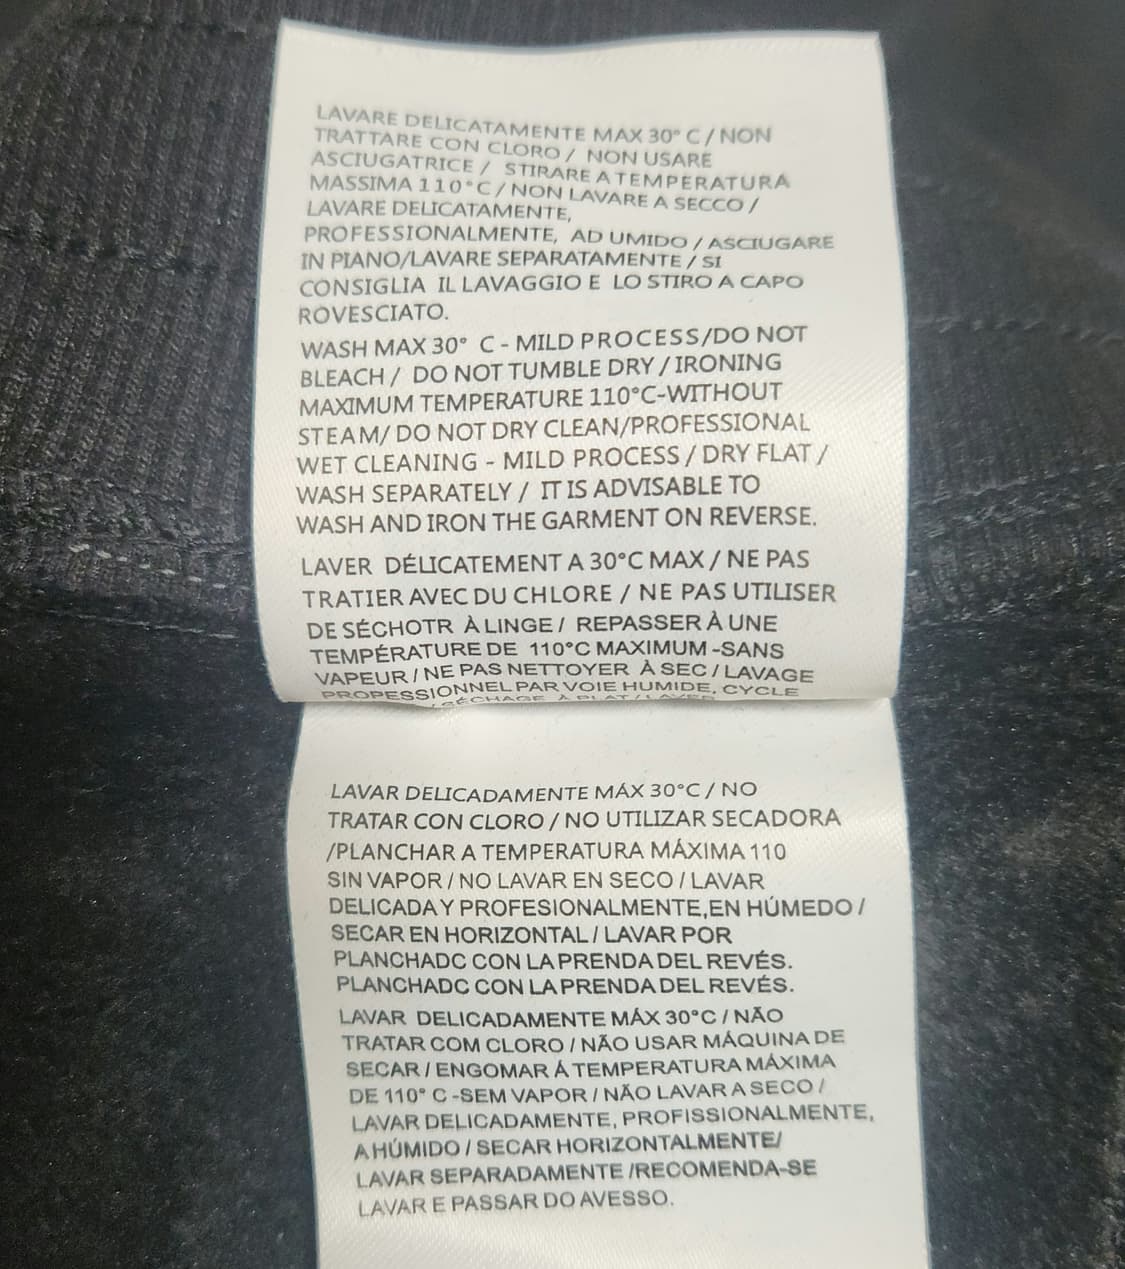 LAVARE DELICATAMENTE MAX 30° C / NON
TRATTARE CON CLORO / NON USARE
ASCIUGATRICE / STIRARE A TEMPERATURA
MASSIMA 110°C / NON LAVARE A SECCO /
LAVARE DELICATAMENTE,
PROFESSIONALMENTE, AD UMIDO / ASCIUGARE
IN PIANO/LAVARE SEPARATAMENTE / SI
CONSIGLIA IL LAVAGGIO E LO STIRO A CAPO
ROVESCIATO.
WASH MAX 30° C - MILD PROCESS/DO NOT
BLEACH / DO NOT TUMBLE DRY / IRONING
MAXIMUM TEMPERATURE 110°C-WITHOUT
STEAM/ DO NOT DRY CLEAN/PROFESSIONAL
WET CLEANING - MILD PROCESS / DRY FLAT /
WASH SEPARATELY / IT IS ADVISABLE TO
WASH AND IRON THE GARMENT ON REVERSE.
LAVER DÉLICATEMENT A 30°C MAX / NE PAS
TRATIER AVEC DU CHLORE / NE PAS UTILISER
DE SÉCHOTR À LINGE / REPASSER À UNE
TEMPÉRATURE DE 110°C MAXIMUM -SANS
VAPEUR / NE PAS NETTOYER À SEC / LAVAGE
PROPESSIONNEL PAR VOIE HUMIDE, CYCLE
/ SÉCHAGE À PLAT / LAVER
LAVAR DELICADAMENTE MÁX 30°C / NO
TRATAR CON CLORO / NO UTILIZAR SECADORA
/PLANCHAR A TEMPERATURA MÁXIMA 110
SIN VAPOR / NO LAVAR EN SECO / LAVAR
DELICADA Y PROFESIONALMENTE,EN HÚMEDO /
SECAR EN HORIZONTAL / LAVAR POR
PLANCHADC CON LA PRENDA DEL REVÉS.
PLANCHADC CON LA PRENDA DEL REVÉS.
LAVAR DELICADAMENTE MÁX 30°C / NÃO
TRATAR COM CLORO / NÃO USAR MÁQUINA DE
SECAR / ENGOMAR Á TEMPERATURA MÁXIMA
DE 110° C -SEM VAPOR / NÃO LAVAR A SECO /
LAVAR DELICADAMENTE, PROFISSIONALMENTE,
A HÚMIDO / SECAR HORIZONTALMENTE/
LAVAR SEPARADAMENTE /RECOMENDA-SE
LAVAR E PASSAR DO AVESSO.